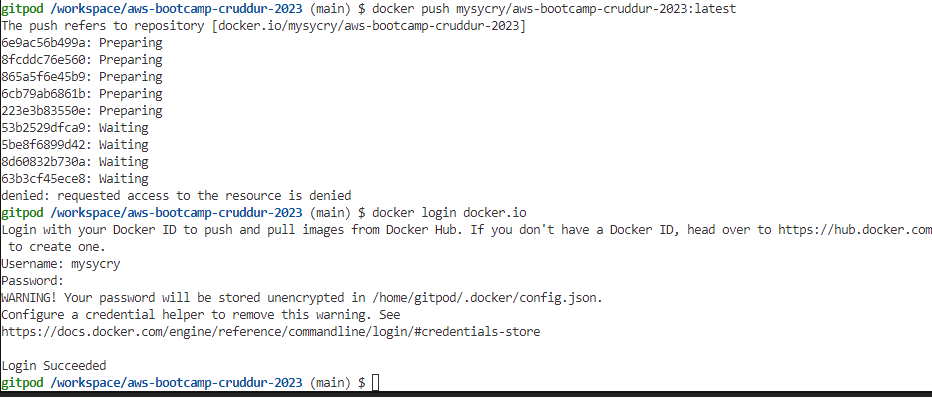 gitpod /workspace/aws-bootcamp-cruddur-2023 (main) $ docker push mysycry/aws-bootcamp-cruddur-2023:latest
The push refers to repository [docker.io/mysycry/aws-bootcamp-cruddur-2023]
6e9ac56b499a: Preparing
8fcddc76e560: Preparing
865a5f6e45b9: Preparing
6cb79ab6861b: Preparing
223e3b83550e: Preparing
53b2529dfca9: Waiting
5be8f6899d42: Waiting
8d60832b730a: Waiting
63b3cf45ece8: Waiting
denied: requested access to the resource is denied
gitpod /workspace/aws-bootcamp-cruddur-2023 (main) $ docker login docker.io
Login with your Docker ID to push and pull images from Docker Hub. If you don't have a Docker ID, head over to https://hub.docker.com
to create one.
Username: mysycry
Password:
WARNING! Your password will be stored unencrypted in /home/gitpod/.docker/config.json.
Configure a credential helper to remove this warning. See
https://docs.docker.com/engine/reference/commandline/login/#credentials-store
Login Succeeded
gitpod /workspace/aws-bootcamp-cruddur-2023 (main) $